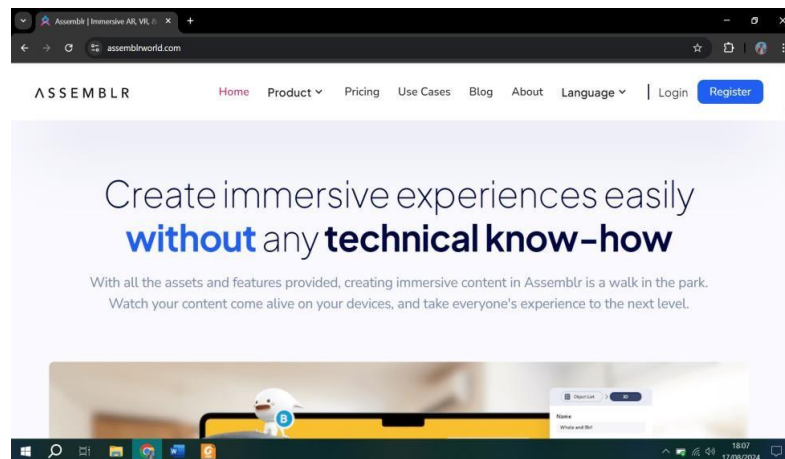 Assemblr | Immersive AR, VR, &
assemblrworld.com
ASSEMBLR Home Product Pricing Use Cases Blog About Language Login Register
Create immersive experiences easily
without any technical know-how
With all the assets and features provided, creating immersive content in Assemblr is a walk in the park.
Watch your content come alive on your devices, and take everyone's experience to the next level.
Object List 3D
Name
Whale and Bird
B
18:07
17/08/2024